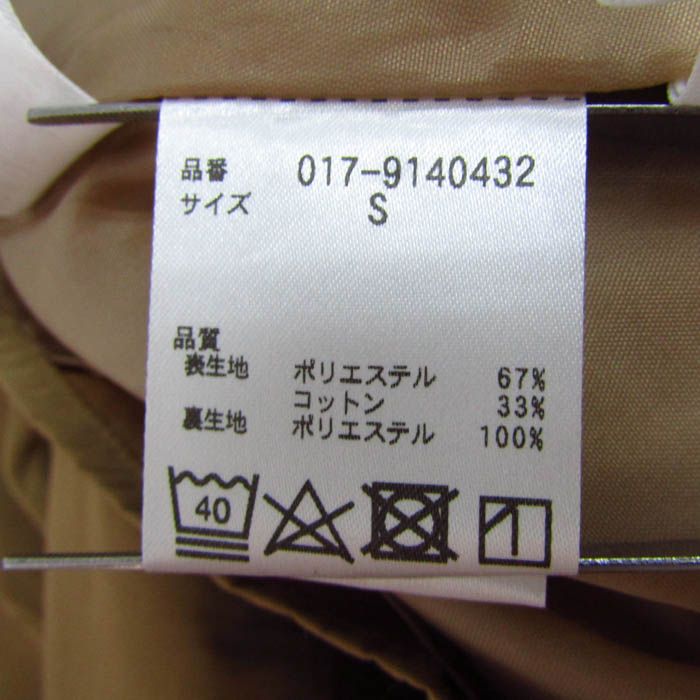 品番 017-9140432
サイズ S
品質
表生地 ポリエステル 67%
コットン 33%
裏生地 ポリエステル 100%
40